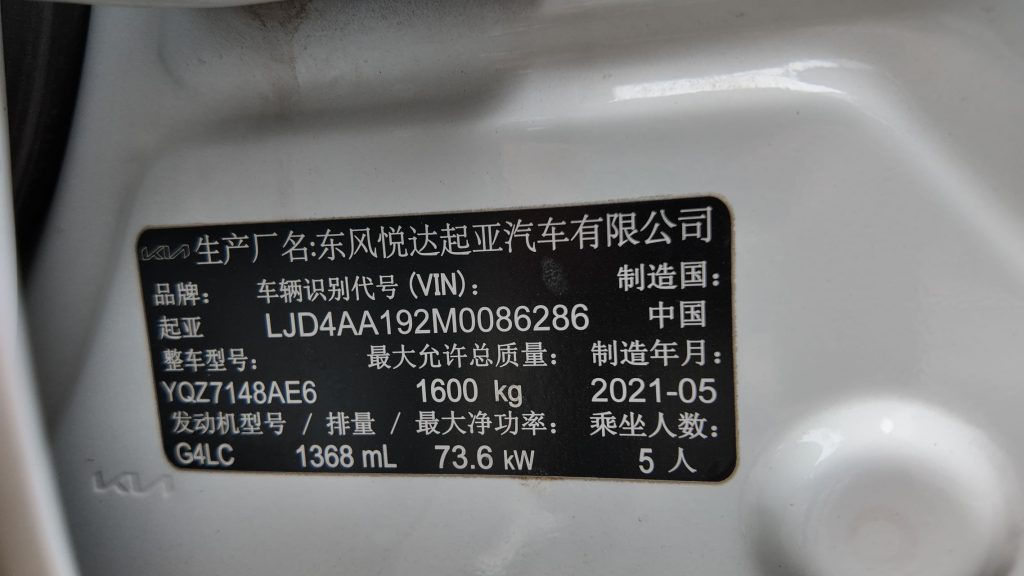 KIA 生产厂名:东风悦达起亚汽车有限公司
品牌: 车辆识别代号(VIN): 制造国:
起亚 LJD4AA192M0086286 中国
整车型号: 最大允许总质量: 制造年月:
YQZ7148AE6 1600 kg 2021-05
发动机型号 / 排量 / 最大净功率: 乘坐人数:
G4LC 1368 mL 73.6 kW 5 人
KIA